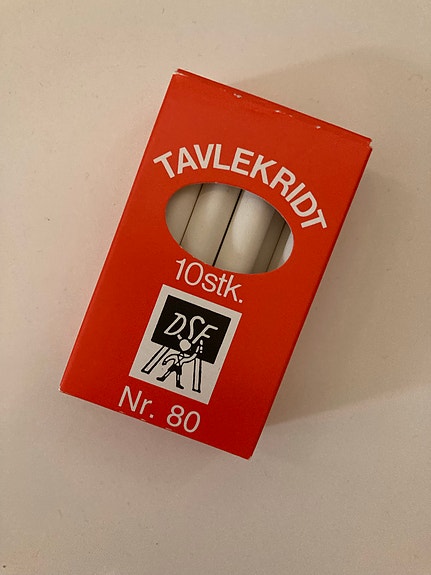 TAVLEKRIDT
10stk.
DSF
Nr. 80